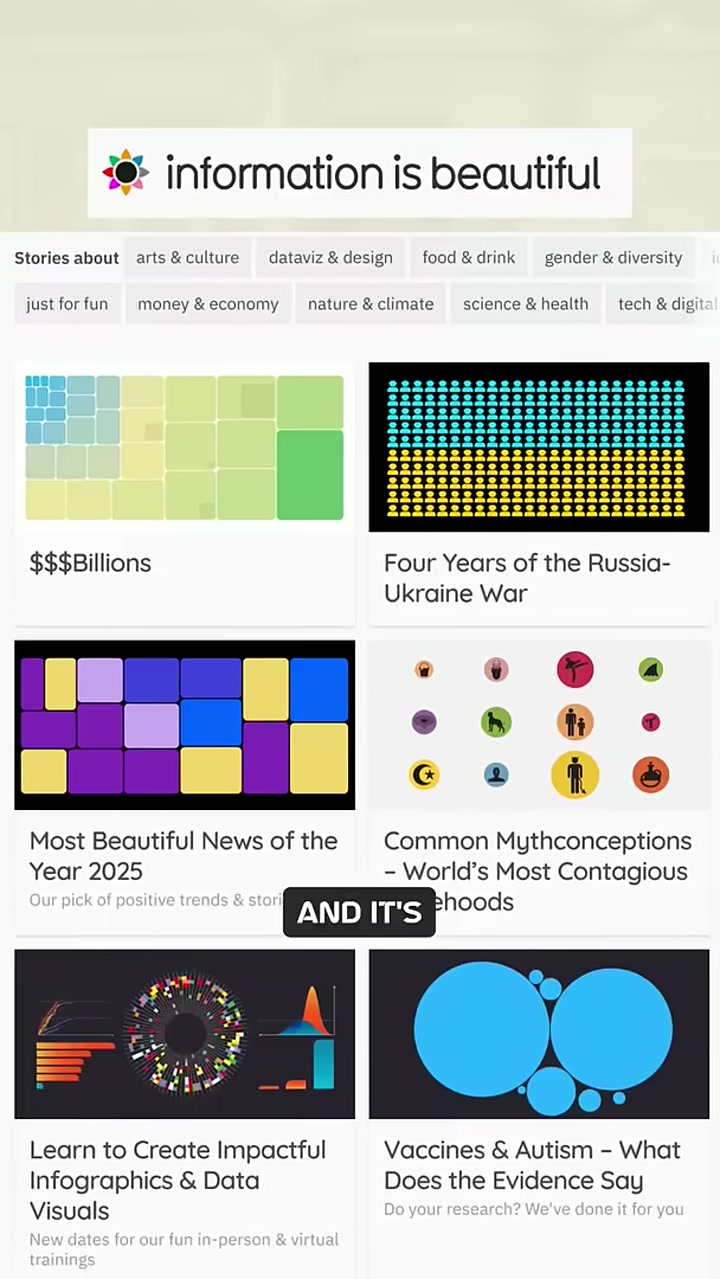 information is beautiful
Stories about
arts & culture
dataviz & design
food & drink
gender & diversity
just for fun
money & economy
nature & climate
science & health
tech & digital
$$$Billions
Four Years of the Russia-
Ukraine War
Most Beautiful News of the
Year 2025
Our pick of positive trends &
Common Mythconceptions
– World’s Most Contagious
AND IT'S
Learn to Create Impactful
Infographics & Data
Visuals
New dates for our fun in-person & virtual
trainings
Vaccines & Autism – What
Does the Evidence Say
Do your research? We've done it for you